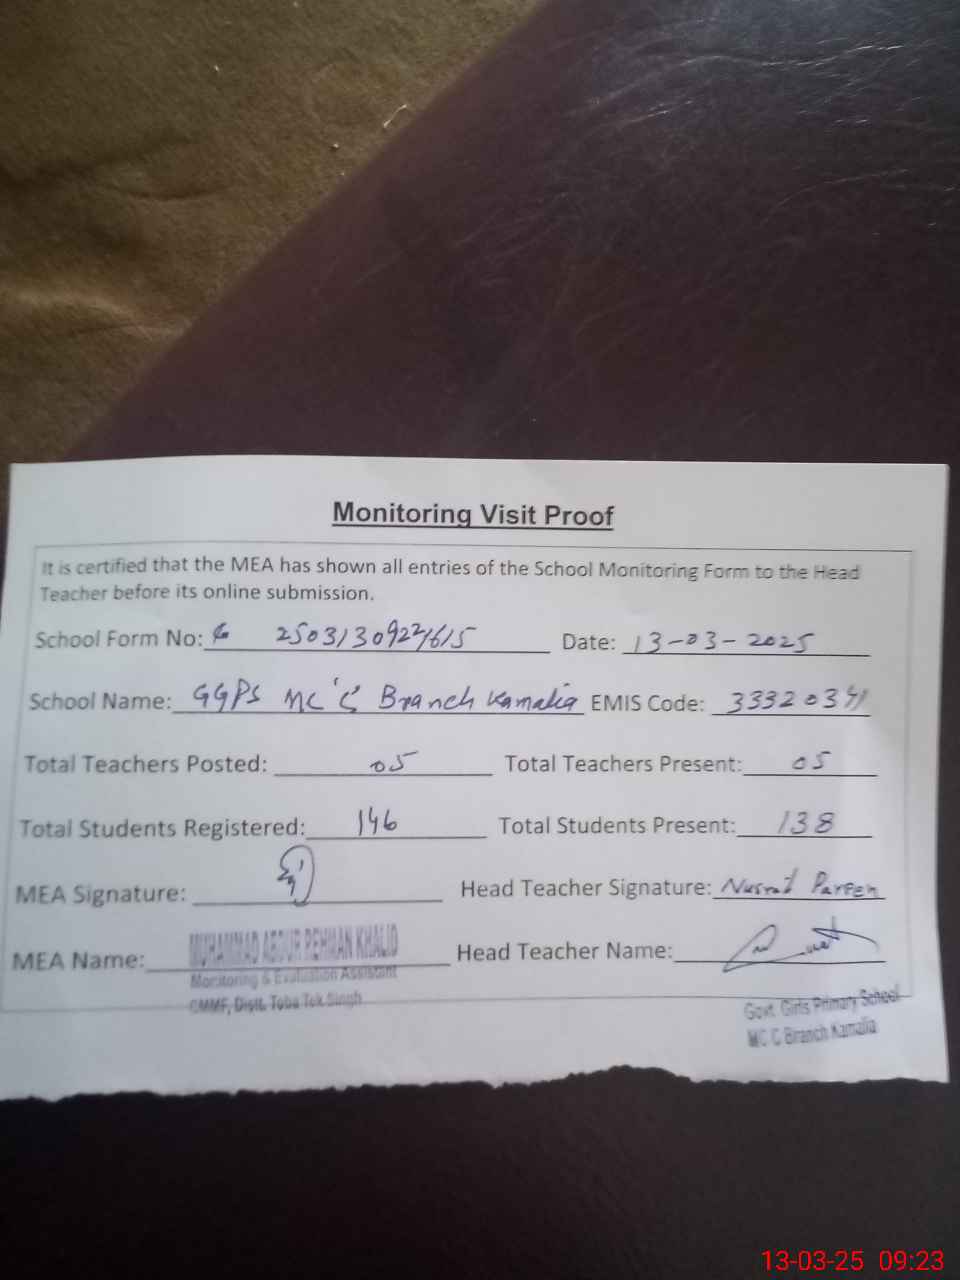 Monitoring Visit Proof
It is certified that the MEA has shown all entries of the School Monitoring Form to the Head
Teacher before its online submission.
School Form No: 25031309221615 Date: 13-03-2025
School Name: GGPS MC 'C' Branch Kamalia EMIS Code: 33320341
Total Teachers Posted: 05 Total Teachers Present: 05
Total Students Registered: 146 Total Students Present: 138
MEA Signature: Head Teacher Signature: Nusrat Pareen
MEA Name: MUHAMMAD ABDUR REHMAN KHALID Head Teacher Name:
Monitoring & Evaluation Assistant
CMMF, Distt. Toba Tek Singh
Govt. Girls Primary School
MC C Branch Kamalia
13-03-25 09:23